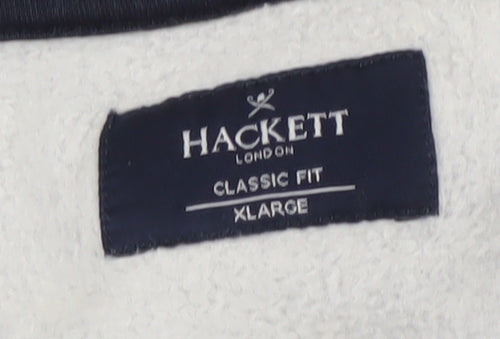 HACKETT
LONDON
CLASSIC FIT
XLARGE